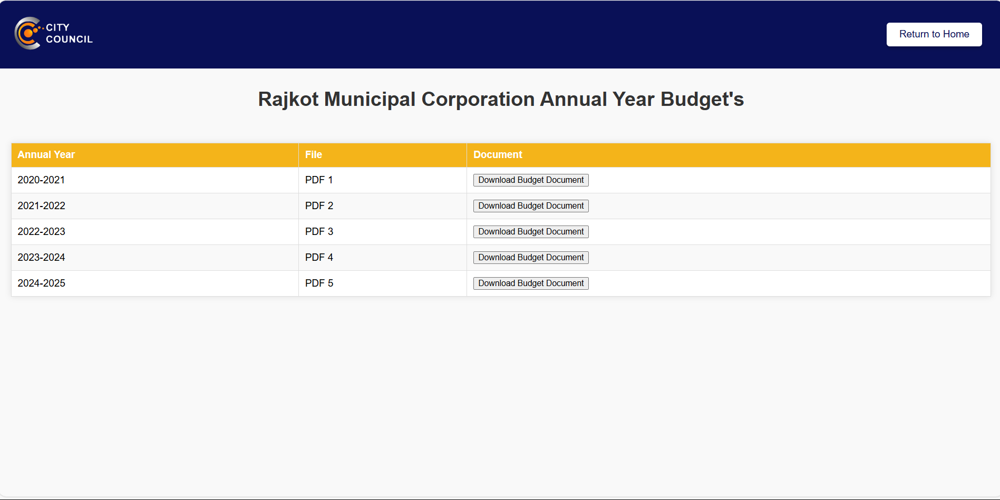 CITY
COUNCIL
Return to Home
Rajkot Municipal Corporation Annual Year Budget's
Annual Year File Document
2020-2021 PDF 1 Download Budget Document
2021-2022 PDF 2 Download Budget Document
2022-2023 PDF 3 Download Budget Document
2023-2024 PDF 4 Download Budget Document
2024-2025 PDF 5 Download Budget Document